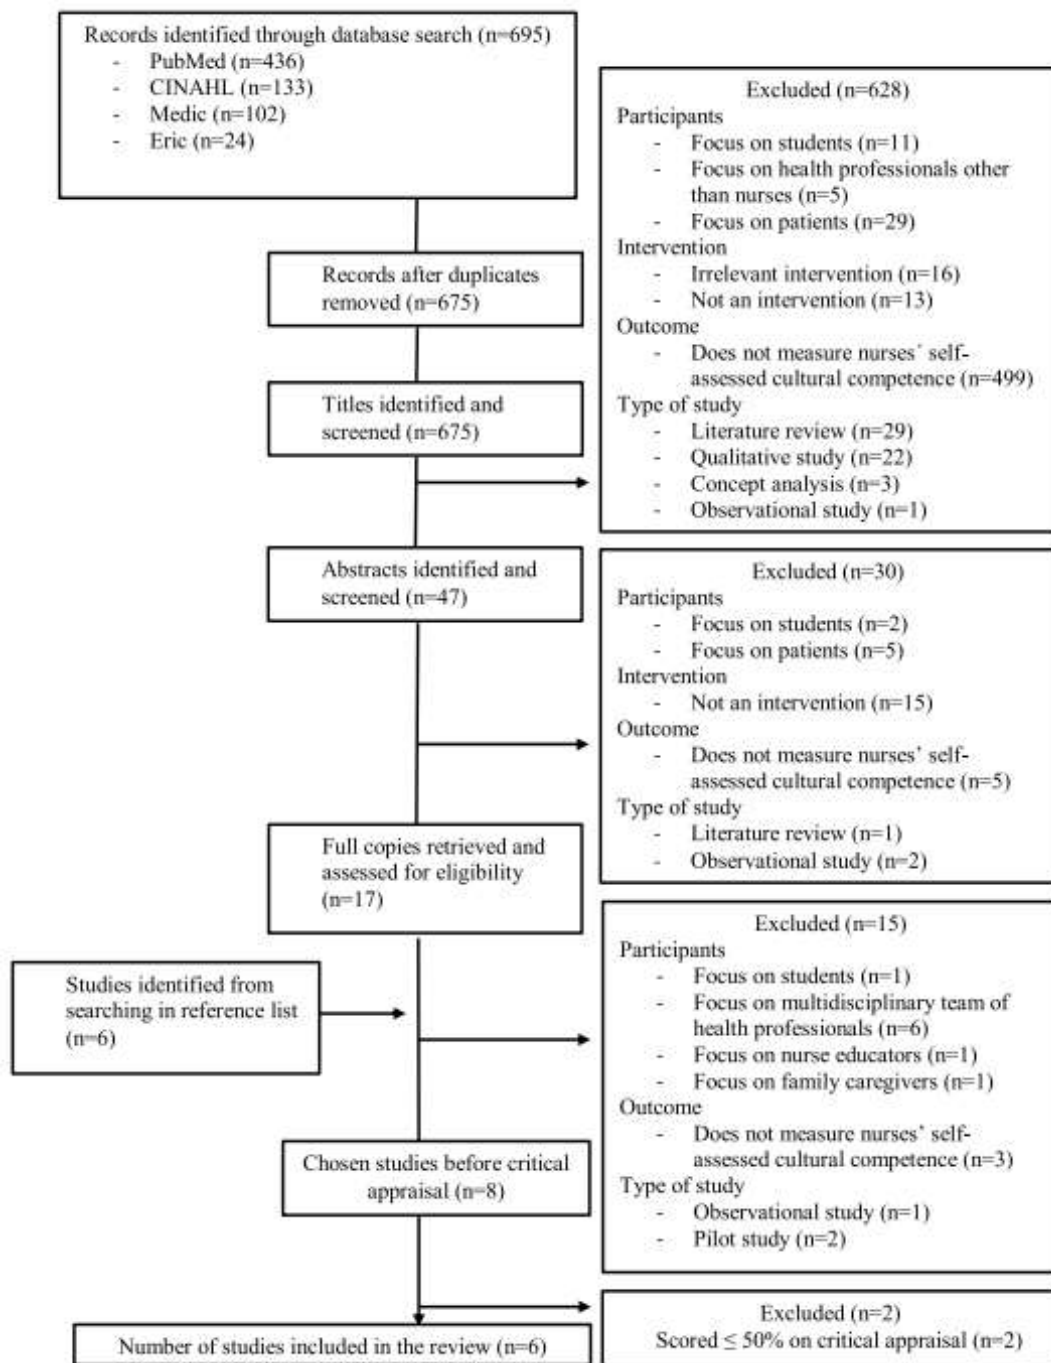 Records identified through database search (n=695)
- PubMed (n=436)
- CINAHL (n=133)
- Medic (n=102)
- Eric (n=24)
Excluded (n=628)
Participants
- Focus on students (n=11)
- Focus on health professionals other
than nurses (n=5)
- Focus on patients (n=29)
Intervention
- Irrelevant intervention (n=16)
- Not an intervention (n=13)
Outcome
- Does not measure nurses´ self-
assessed cultural competence (n=499)
Type of study
- Literature review (n=29)
- Qualitative study (n=22)
- Concept analysis (n=3)
- Observational study (n=1)
Records after duplicates
removed (n=675)
Titles identified and
screened (n=675)
Abstracts identified and
screened (n=47)
Excluded (n=30)
Participants
- Focus on students (n=2)
- Focus on patients (n=5)
Intervention
- Not an intervention (n=15)
Outcome
- Does not measure nurses’ self-
assessed cultural competence (n=5)
Type of study
- Literature review (n=1)
- Observational study (n=2)
Full copies retrieved and
assessed for eligibility
(n=17)
Studies identified from
searching in reference list
(n=6)
Excluded (n=15)
Participants
- Focus on students (n=1)
- Focus on multidisciplinary team of
health professionals (n=6)
- Focus on nurse educators (n=1)
- Focus on family caregivers (n=1)
Outcome
- Does not measure nurses’ self-
assessed cultural competence (n=3)
Type of study
- Observational study (n=1)
- Pilot study (n=2)
Chosen studies before critical
appraisal (n=8)
Excluded (n=2)
Scored ≤ 50% on critical appraisal (n=2)
Number of studies included in the review (n=6)